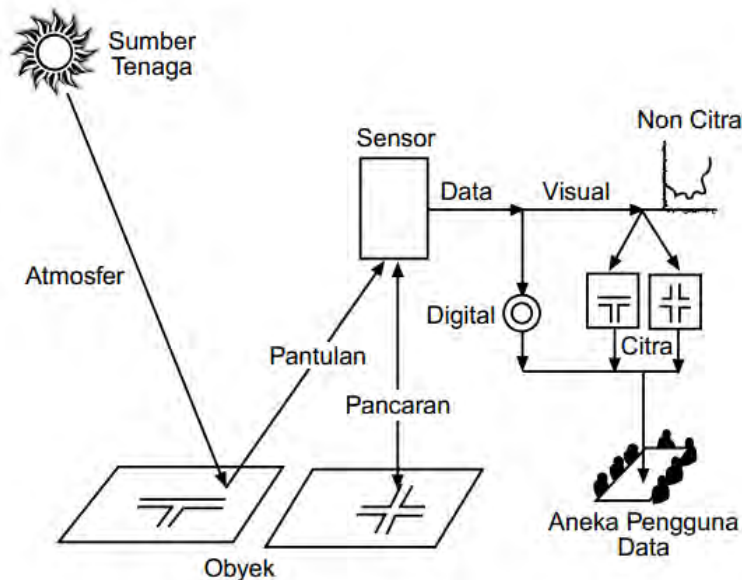 Sumber
Tenaga
Non Citra
Sensor
Data
Visual
Atmosfer
Digital
Citra
Pantulan
Pancaran
Aneka Pengguna
Data
Obyek